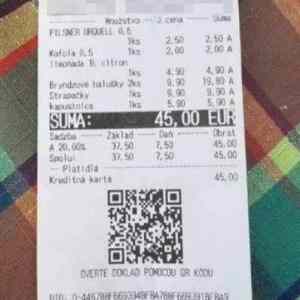 Množstvo x cena Suma
PILSNER URQUELL 0,5
1ks 2,50 2,50 A
Kofola 0,5
1ks 2,00 2,00 A
limonáda B. citron
1ks 4,90 4,90 A
Bryndzové halušky
2ks 9,90 19,80 A
Strapačky
1ks 9,90 9,90 A
kapustnica
1ks 5,90 5,90 A
SUMA: 45,00 EUR
Sadzba Základ Daň Obrat
A 20,00% 37,50 7,50 45,00
Spolu: 37,50 7,50 45,00
Platidlá
Kreditná karta 45,00
OVERTE DOKLAD POMOCOU QR KÓDU